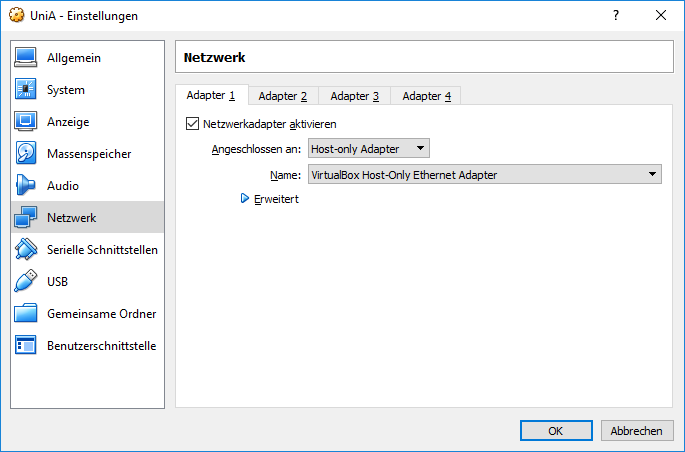 UniA - Einstellungen
Allgemein
System
Anzeige
Massenspeicher
Audio
Netzwerk
Serielle Schnittstellen
USB
Gemeinsame Ordner
Benutzerschnittstelle
Netzwerk
Adapter 1 Adapter 2 Adapter 3 Adapter 4
Netzwerkadapter aktivieren
Angeschlossen an: Host-only Adapter
Name: VirtualBox Host-Only Ethernet Adapter
Erweitert
OK Abbrechen